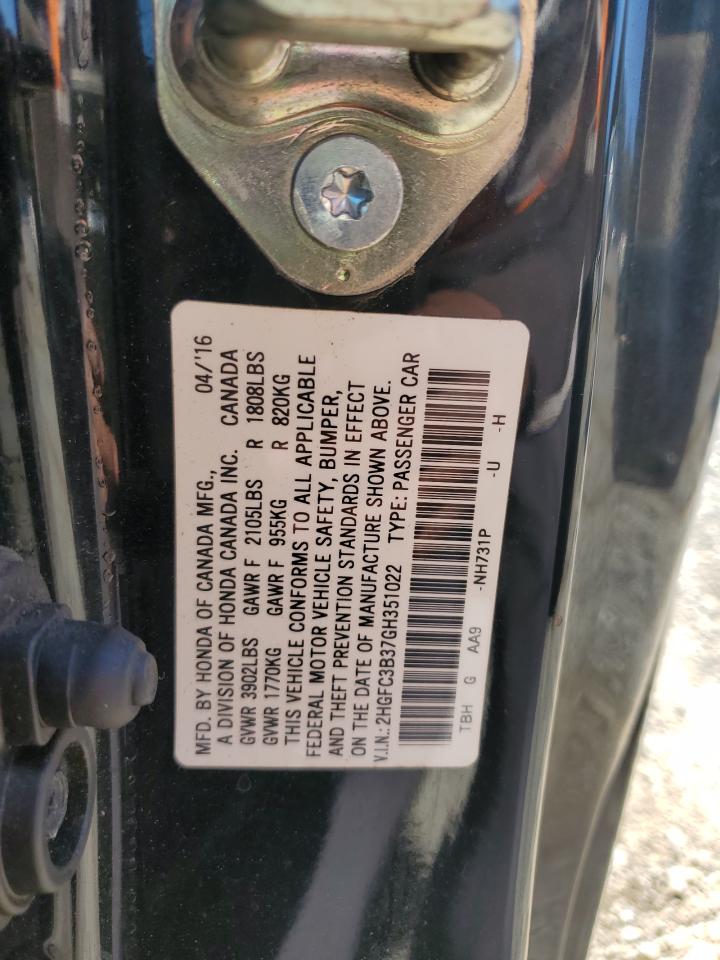 MFD. BY HONDA OF CANADA MFG., 04/'16
A DIVISION OF HONDA CANADA INC. CANADA
GVWR 3902LBS GAWR F 2105LBS R 1808LBS
GVWR 1770KG GAWR F 955KG R 820KG
THIS VEHICLE CONFORMS TO ALL APPLICABLE
FEDERAL MOTOR VEHICLE SAFETY, BUMPER,
AND THEFT PREVENTION STANDARDS IN EFFECT
ON THE DATE OF MANUFACTURE SHOWN ABOVE.
V.I.N.: 2HGFC3B37GH351022 TYPE: PASSENGER CAR
TBH G AA9 -NH731P -U -H